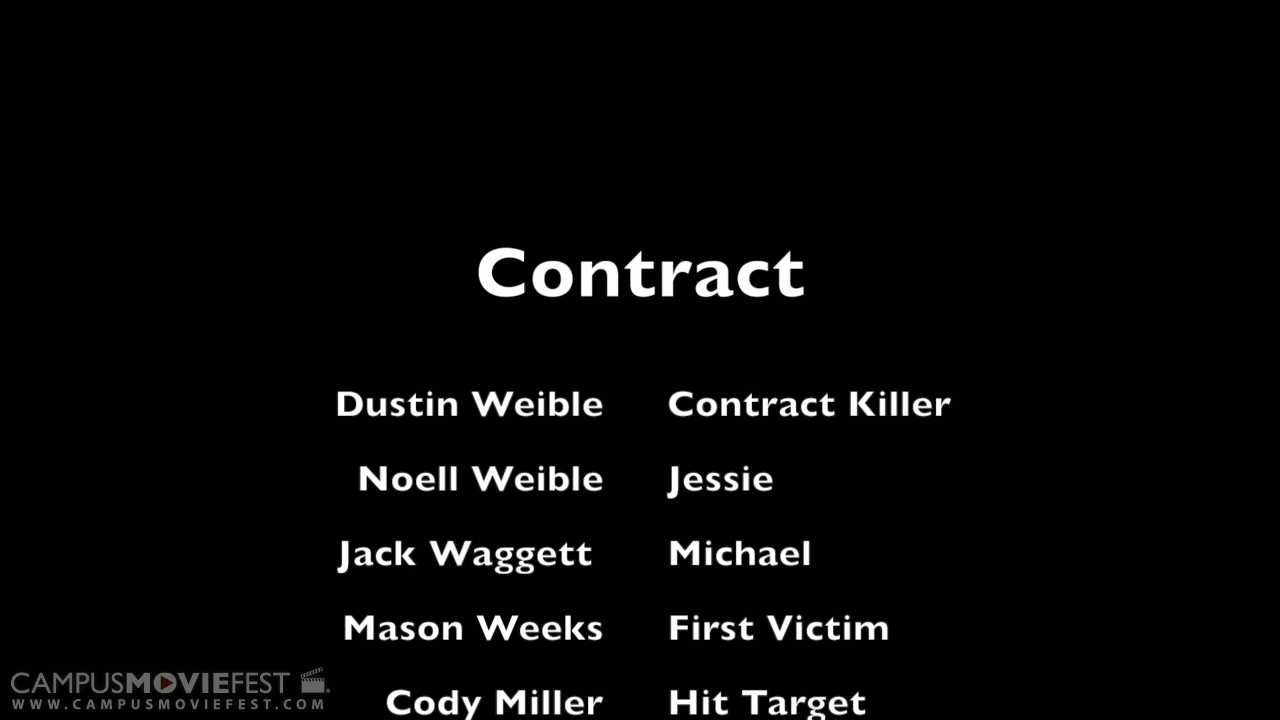 Contract
Dustin Weible Contract Killer
Noell Weible Jessie
Jack Waggett Michael
Mason Weeks First Victim
Cody Miller Hit Target
CAMPUSMOVIEFEST
WWW.CAMPUSMOVIEFEST.COM